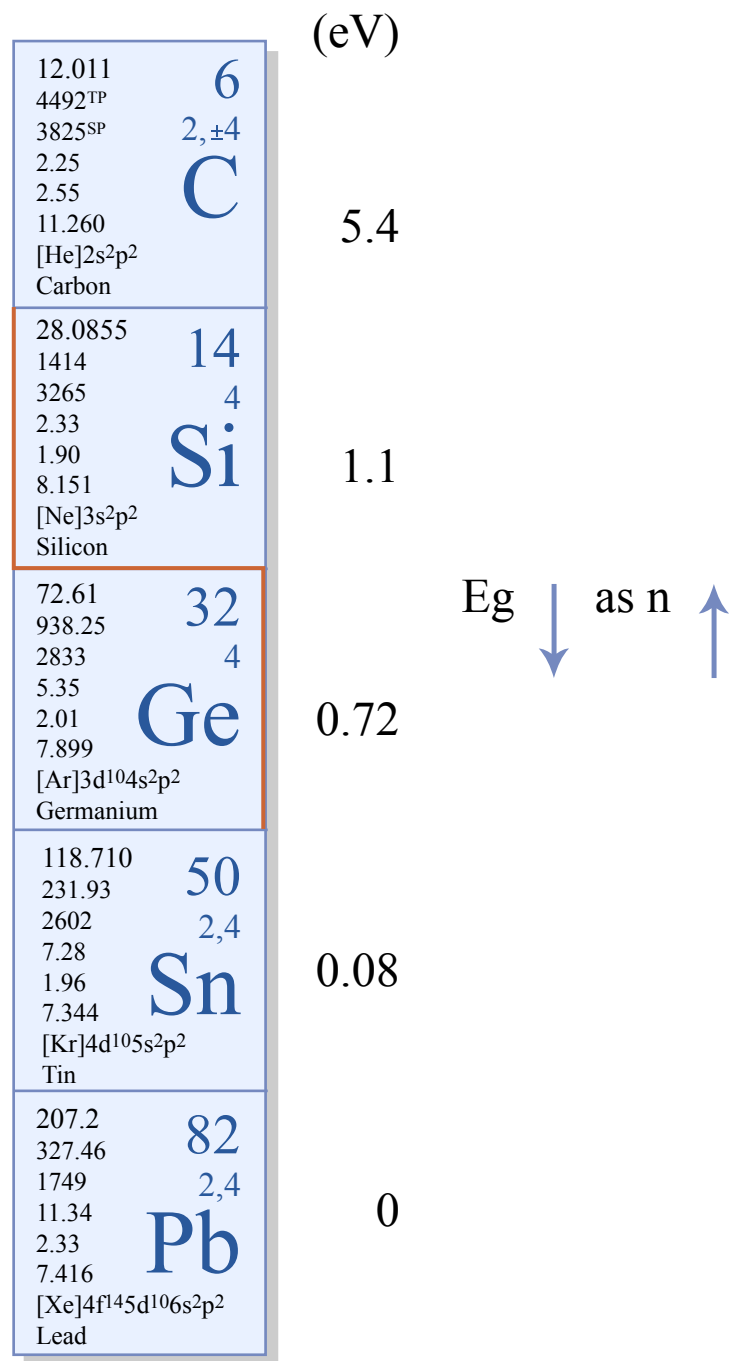 (eV)
12.011
6
4492ᵀᴾ
3825ˢᴾ
2,±4
2.25
C
2.55
11.260
[He]2s²p²
Carbon
5.4
28.0855
14
1414
3265
4
2.33
Si
1.90
8.151
[Ne]3s²p²
Silicon
1.1
Eg ↓ as n ↑
72.61
32
938.25
2833
4
5.35
Ge
2.01
7.899
[Ar]3d¹⁰4s²p²
Germanium
0.72
118.710
50
231.93
2602
2,4
7.28
Sn
1.96
7.344
[Kr]4d¹⁰5s²p²
Tin
0.08
207.2
82
327.46
1749
2,4
11.34
Pb
2.33
7.416
[Xe]4f¹⁴5d¹⁰6s²p²
Lead
0